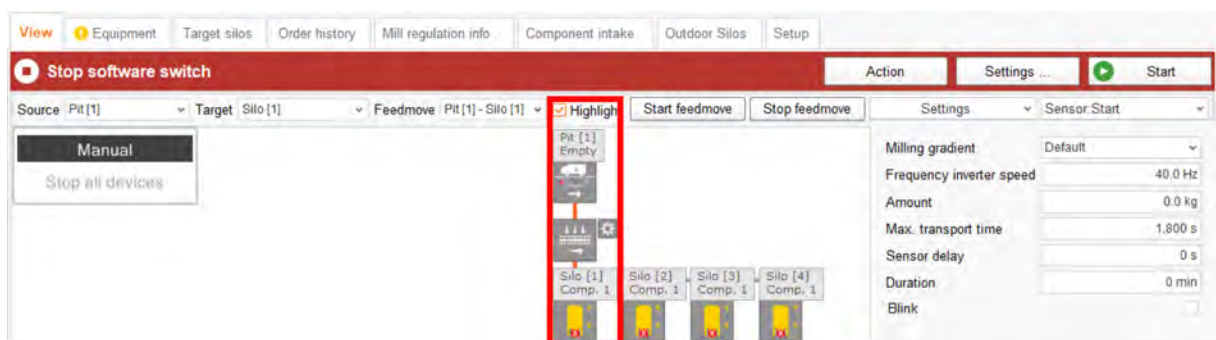 View Equipment Target silos Order history Mill regulation info Component intake Outdoor Silos Setup
Stop software switch Action Settings ... Start
Source Pit [1] Target Silo [1] Feedmove Pit [1] - Silo [1] Highligh Start feedmove Stop feedmove Settings Sensor:Start
Manual
Stop all devices
Pit [1]
Empty
Silo [1] Silo [2] Silo [3] Silo [4]
Comp. 1 Comp. 1 Comp. 1 Comp. 1
Milling gradient Default
Frequency inverter speed 40.0 Hz
Amount 0.0 kg
Max. transport time 1,800 s
Sensor delay 0 s
Duration 0 min
Blink